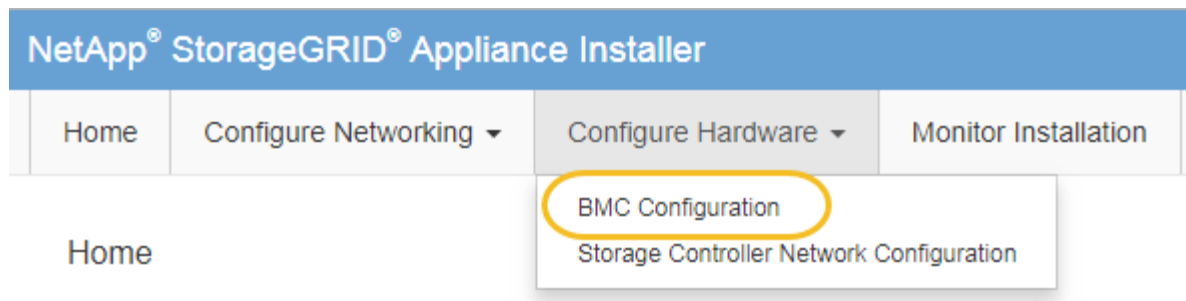 NetApp® StorageGRID® Appliance Installer
Home Configure Networking Configure Hardware Monitor Installation
BMC Configuration
Home Storage Controller Network Configuration